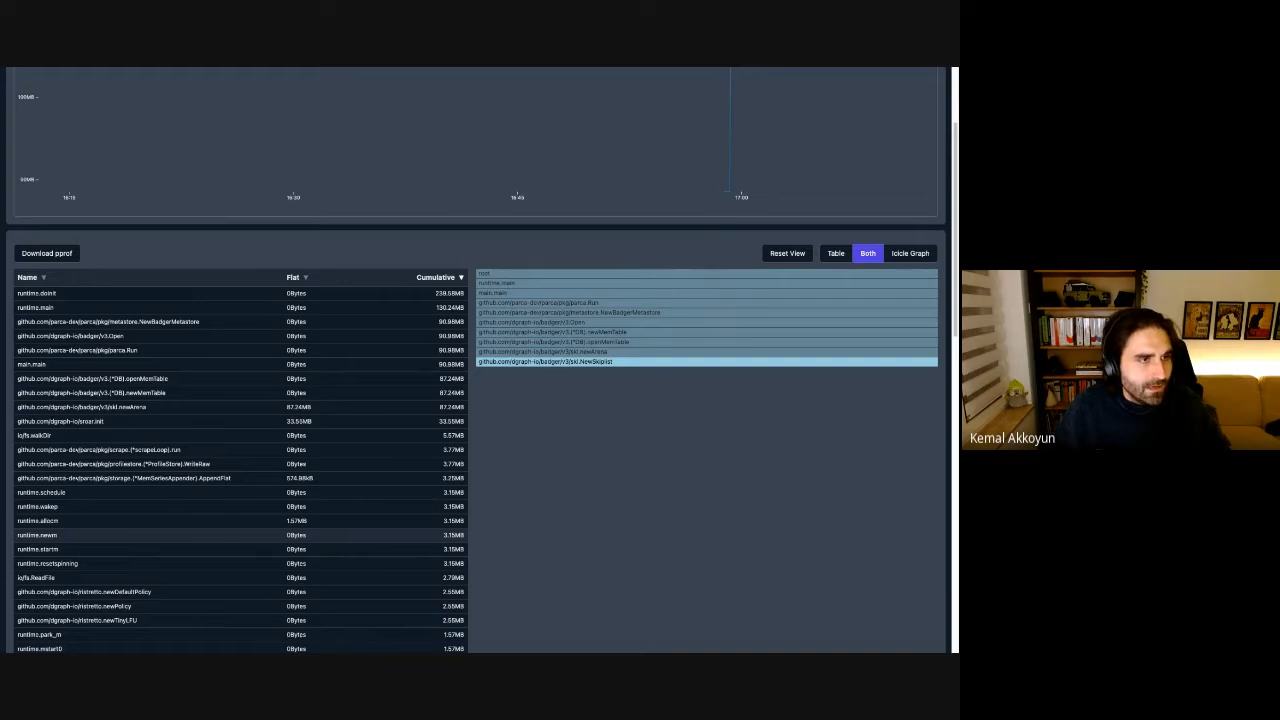 100MB
90MB
16:15 16:30 16:45 17:00
Download pprof Reset View Table Both Icicle Graph
Name Flat Cumulative
runtime.doInit 0Bytes 239.58MB
runtime.main 0Bytes 130.24MB
github.com/parca-dev/parca/pkg/metastore.NewBadgerMetastore 0Bytes 90.98MB
github.com/dgraph-io/badger/v3.Open 0Bytes 90.98MB
github.com/parca-dev/parca/pkg/parca.Run 0Bytes 90.98MB
main.main 0Bytes 90.98MB
github.com/dgraph-io/badger/v3.(*DB).openMemTable 0Bytes 87.24MB
github.com/dgraph-io/badger/v3.(*DB).newMemTable 0Bytes 87.24MB
github.com/dgraph-io/badger/v3/skl.newArena 87.24MB 87.24MB
github.com/dgraph-io/sroar.init 33.55MB 33.55MB
io/fs.walkDir 0Bytes 5.57MB
github.com/parca-dev/parca/pkg/scrape.(*scrapeLoop).run 0Bytes 3.77MB
github.com/parca-dev/parca/pkg/profilestore.(*ProfileStore).WriteRaw 0Bytes 3.77MB
github.com/parca-dev/parca/pkg/storage.(*MemSeriesAppender).AppendFlat 574.98kB 3.25MB
runtime.schedule 0Bytes 3.15MB
runtime.wakep 0Bytes 3.15MB
runtime.allocm 1.57MB 3.15MB
runtime.newm 0Bytes 3.15MB
runtime.startm 0Bytes 3.15MB
runtime.resetspinning 0Bytes 3.15MB
io/fs.ReadFile 0Bytes 2.79MB
github.com/dgraph-io/ristretto.newDefaultPolicy 0Bytes 2.55MB
github.com/dgraph-io/ristretto.newPolicy 0Bytes 2.55MB
github.com/dgraph-io/ristretto.newTinyLFU 0Bytes 2.55MB
runtime.park_m 0Bytes 1.57MB
runtime.mstart0 0Bytes 1.57MB
root
runtime.main
main.main
github.com/parca-dev/parca/pkg/parca.Run
github.com/parca-dev/parca/pkg/metastore.NewBadgerMetastore
github.com/dgraph-io/badger/v3.Open
github.com/dgraph-io/badger/v3.(*DB).newMemTable
github.com/dgraph-io/badger/v3.(*DB).openMemTable
github.com/dgraph-io/badger/v3/skl.newArena
github.com/dgraph-io/badger/v3/skl.NewSkiplist
Kemal Akkoyun